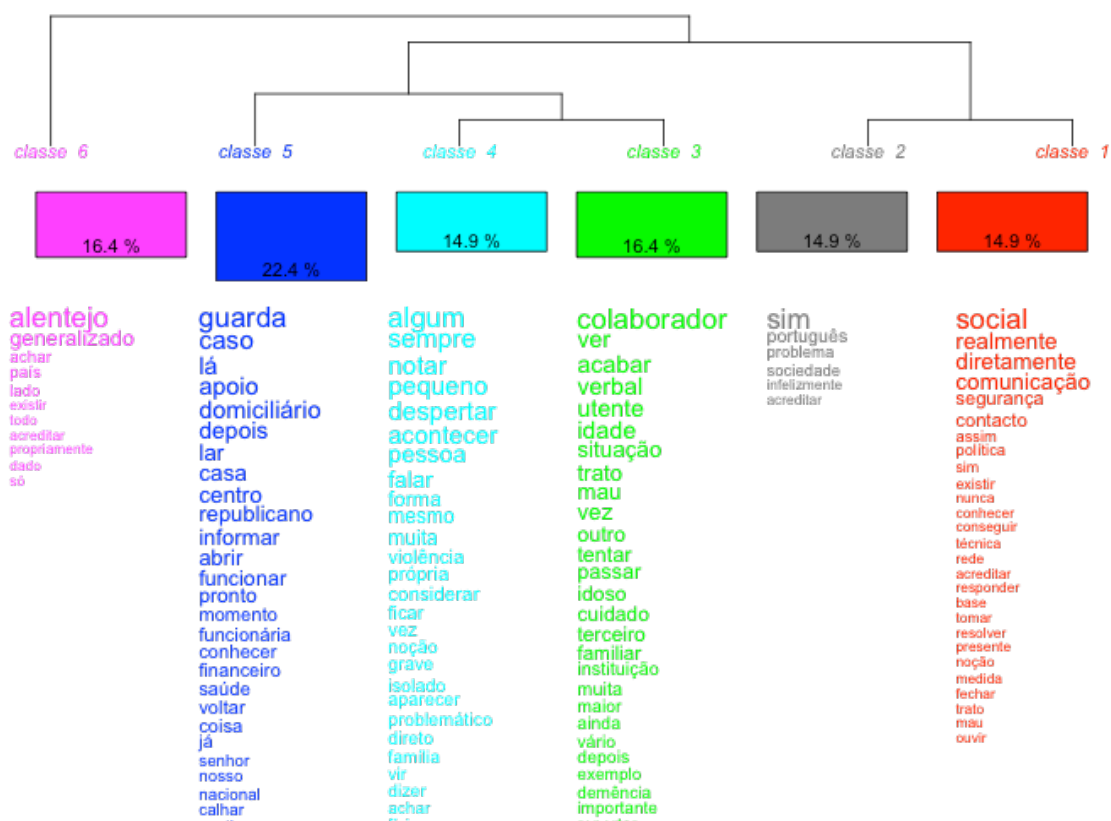 classe 6
classe 5
classe 4
classe 3
classe 2
classe 1
16.4 %
22.4 %
14.9 %
16.4 %
14.9 %
14.9 %
alentejo
generalizado
achar
país
lado
existir
todo
acreditar
propriamente
dado
só
guarda
caso
lá
apoio
domiciliário
depois
lar
casa
centro
republicano
informar
abrir
funcionar
pronto
momento
funcionária
conhecer
financeiro
saúde
voltar
coisa
já
senhor
nosso
nacional
calhar
algum
sempre
notar
pequeno
despertar
acontecer
pessoa
falar
forma
mesmo
muita
violência
própria
considerar
ficar
vez
noção
grave
isolado
aparecer
problemático
direto
família
vir
dizer
achar
colaborador
ver
acabar
verbal
utente
idade
situação
trato
mau
vez
outro
tentar
passar
idoso
cuidado
terceiro
familiar
instituição
muita
maior
ainda
vário
depois
exemplo
demência
importante
sim
português
problema
sociedade
infelizmente
acreditar
social
realmente
diretamente
comunicação
segurança
contacto
assim
política
sim
existir
nunca
conhecer
conseguir
técnica
rede
acreditar
responder
base
tomar
resolver
presente
noção
medida
fechar
trato
mau
ouvir